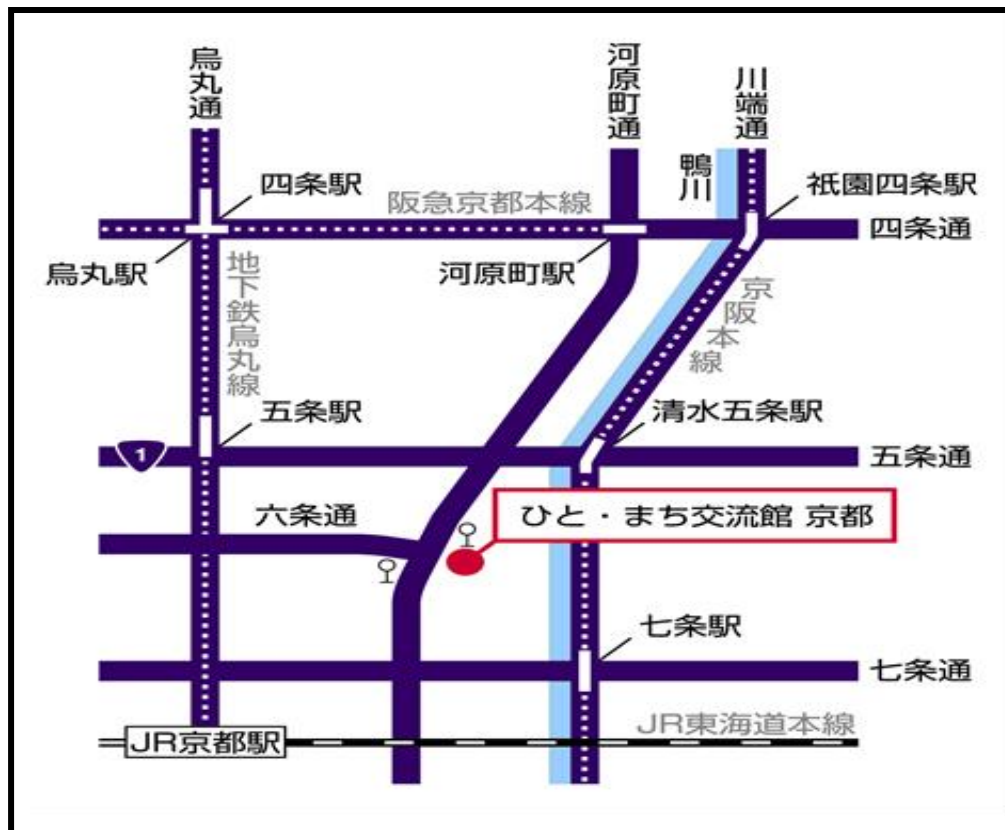 烏丸通
河原町通
川端通
鴨川
四条駅
阪急京都本線
祇園四条駅
四条通
烏丸駅
河原町駅
地下鉄烏丸線
京阪本線
五条駅
清水五条駅
1
五条通
六条通
ひと・まち交流館 京都
七条駅
七条通
JR東海道本線
JR京都駅